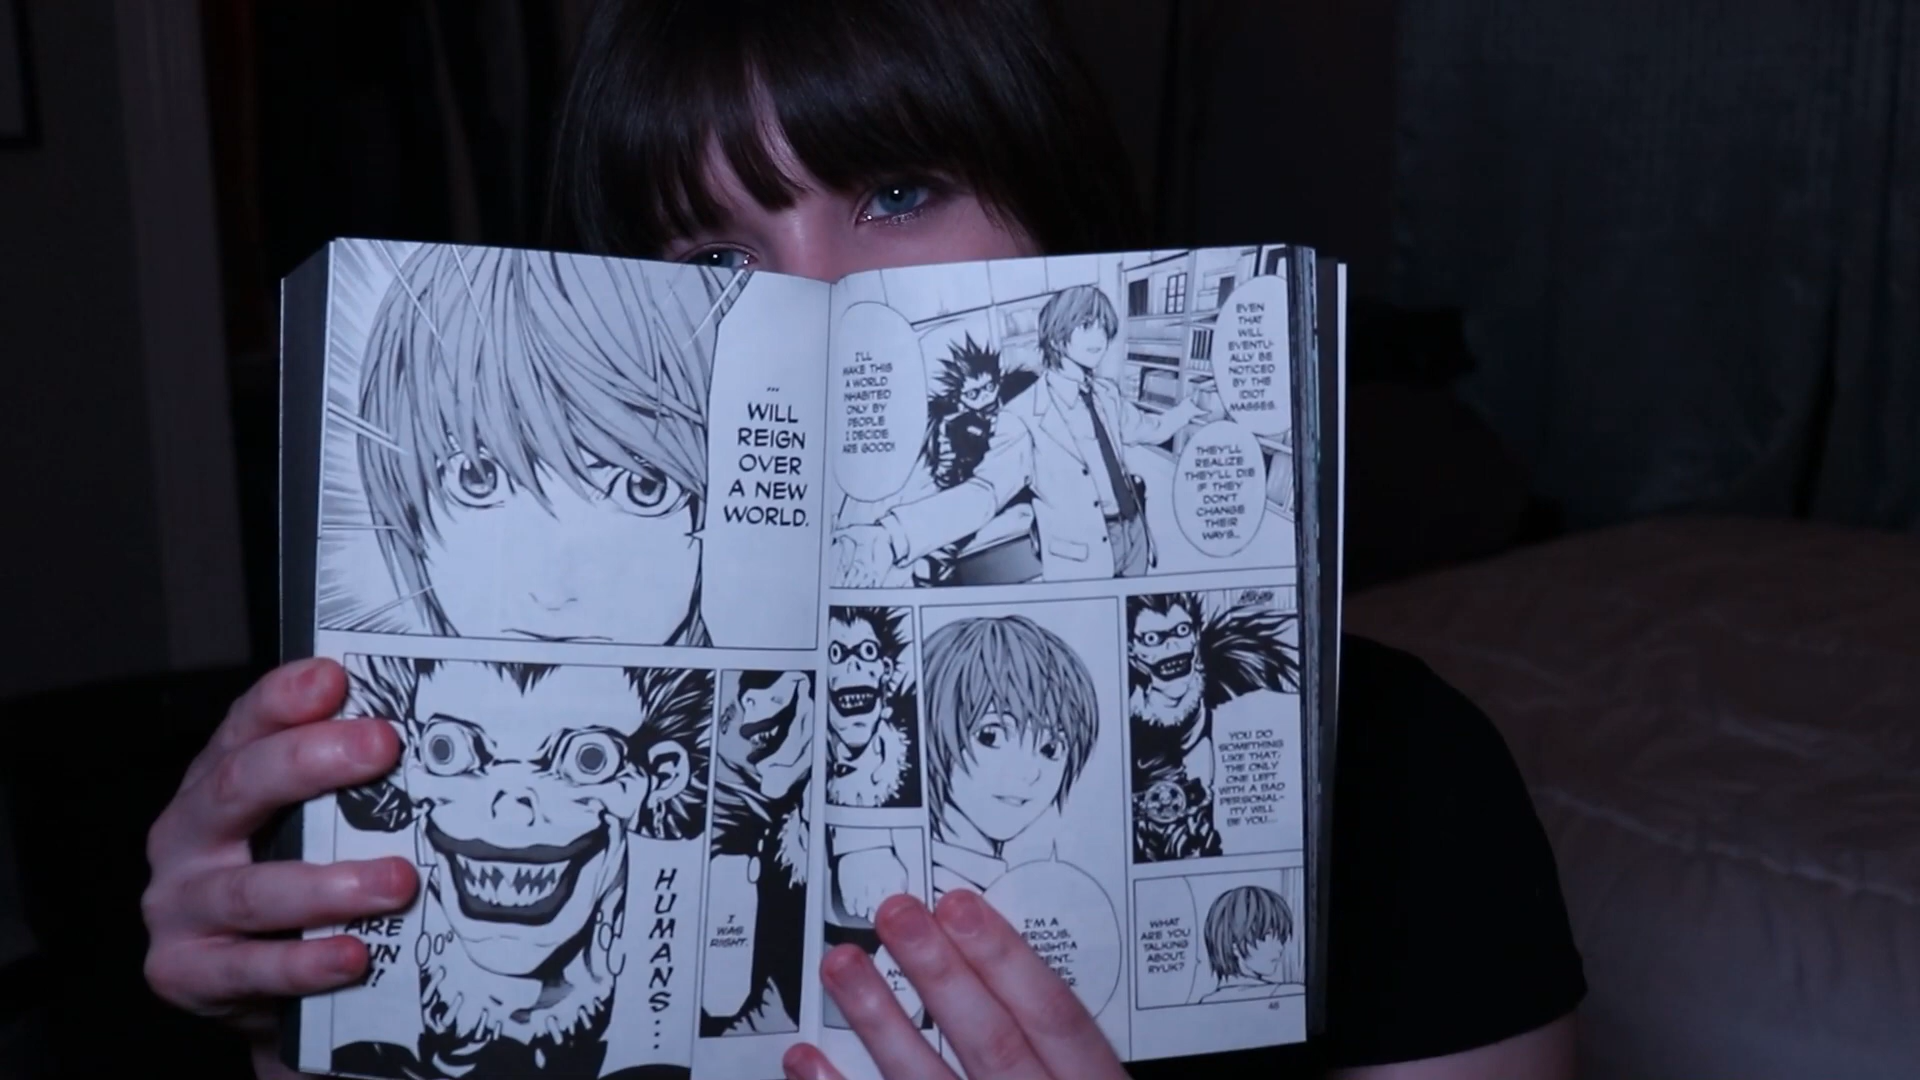 EVEN
THAT
WILL
EVENTU-
ALLY BE
NOTICED
BY THE
IDIOT
MASSES.
THEY'LL
REALIZE
THEY'LL DIE
IF THEY
DON'T
CHANGE
THEIR
WAYS...
I'LL
MAKE THIS
A WORLD
INHABITED
ONLY BY
PEOPLE
I DECIDE
ARE GOOD!
YOU DO
SOMETHING
LIKE THAT,
THE ONLY
ONE LEFT
WITH A BAD
PERSONAL-
ITY WILL
BE YOU...
WHAT
ARE YOU
TALKING
ABOUT,
RYUK?
I'M A
48
...
WILL
REIGN
OVER
A NEW
WORLD.
I
WAS
RIGHT.
HUMANS...
ARE